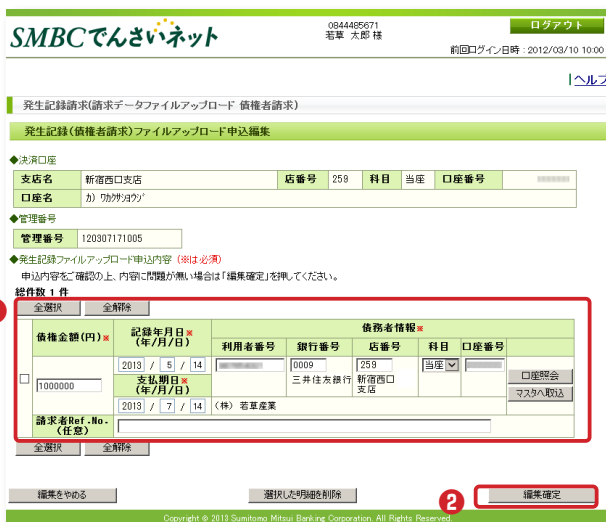 SMBCでんさいネット
0844485671
若草 太郎 様
ログアウト
前回ログイン日時 : 2012/03/10 10:00
|ヘルプ
発生記録請求(請求データファイルアップロード 債権者請求)
発生記録(債権者請求)ファイルアップロード申込編集
◆決済口座
支店名 新宿西口支店 店番号 259 科目 当座 口座番号
口座名 カ) ワカクサシヨウジ
◆管理番号
管理番号 120307171005
◆発生記録ファイルアップロード申込内容 (※は必須)
申込内容をご確認の上、内容に問題が無い場合は「編集確定」を押してください。
総件数 1 件
全選択 全解除
債権金額(円)※ 記録年月日※ (年/月/日) 債務者情報※
利用者番号 銀行番号 店番号 科目 口座番号
2013 / 5 / 14 0009 259 当座
1000000 支払期日※ (年/月/日) 三井住友銀行 新宿西口支店 口座照会
マスタへ取込
2013 / 7 / 14 (株) 若草産業
請求者Ref.No. (任意)
全選択 全解除
編集をやめる 選択した明細を削除 2 編集確定
Copyright © 2013 Sumitomo Mitsui Banking Corporation. All Rights Reserved.